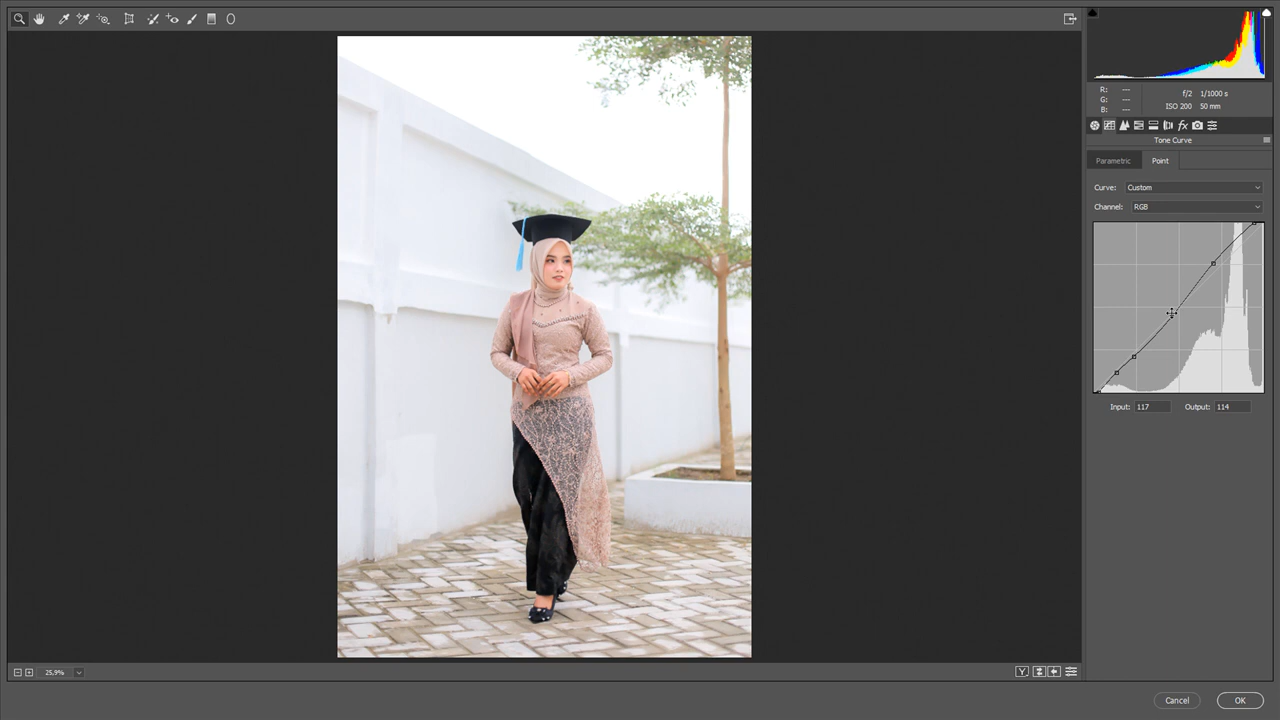 R: ---
G: ---
B: ---
f/2 1/1000 s
ISO 200 50 mm
fx
Tone Curve
Parametric Point
Curve: Custom
Channel: RGB
Input: 117 Output: 114
25,9%
Y
Cancel OK